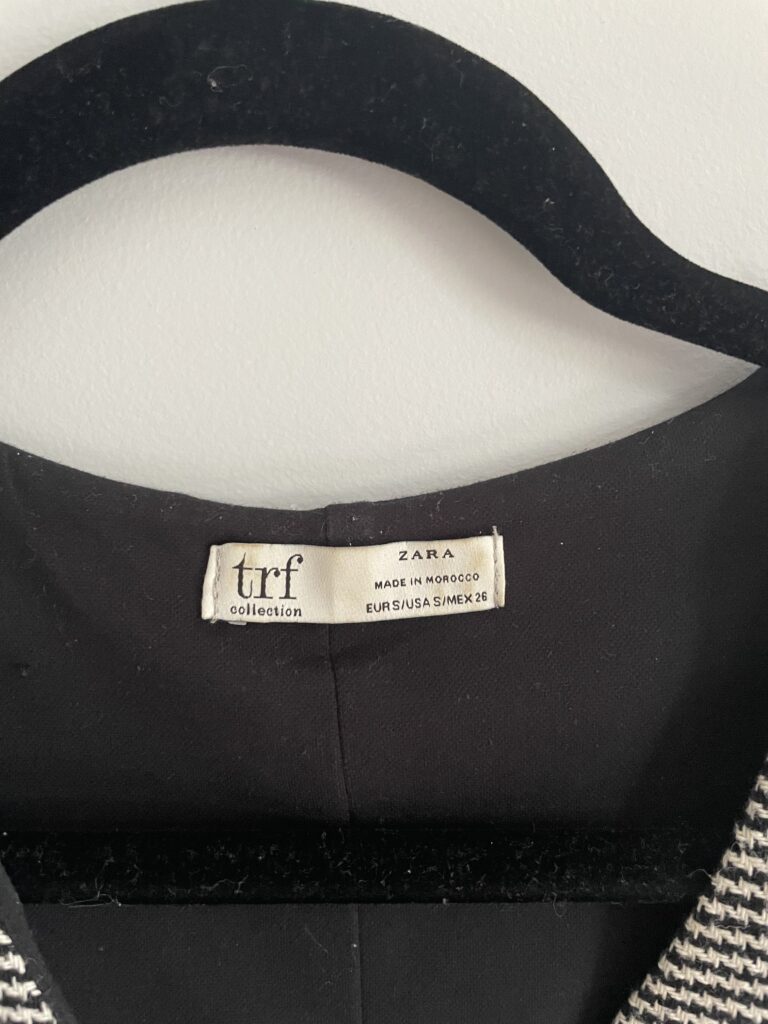 trf
collection
ZARA
MADE IN MOROCCO
EUR S/USA S/MEX 26